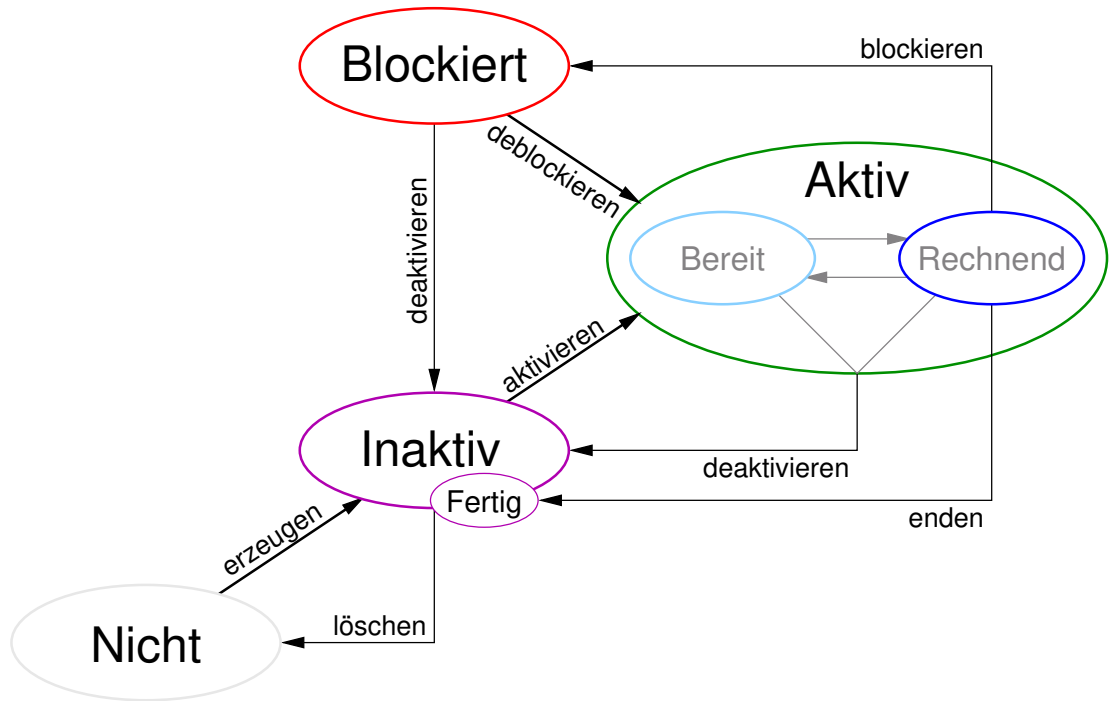 Blockiert
blockieren
deblockieren
Aktiv
deaktivieren
Bereit
Rechnend
aktivieren
Inaktiv
deaktivieren
Fertig
enden
erzeugen
löschen
Nicht